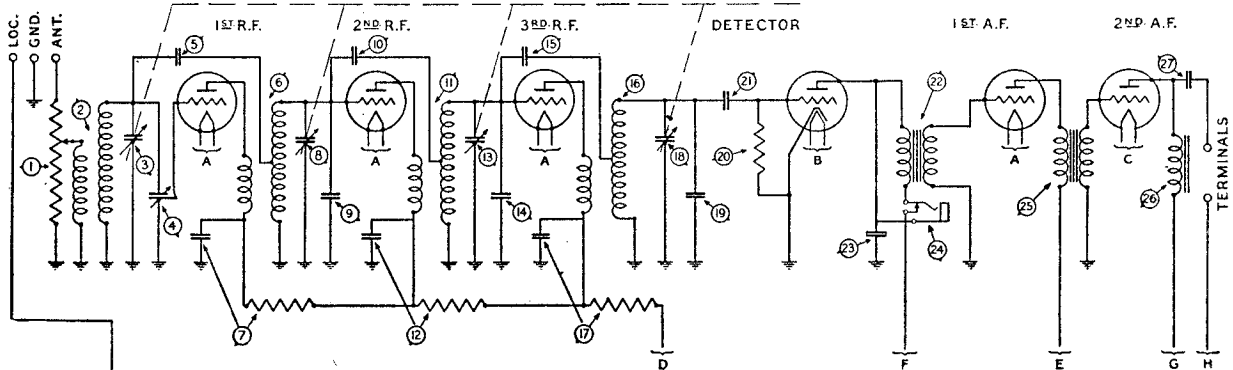 LOC.
GND.
ANT.
1ST. R.F.
2ND. R.F.
3RD. R.F.
DETECTOR
1ST. A.F.
2ND. A.F.
5
10
15
27
2
6
11
16
21
22
1
3
8
13
18
20
A
A
A
B
A
C
4
9
14
19
25
26
TERMINALS
23
24
7
12
17
D
F
E
G
H